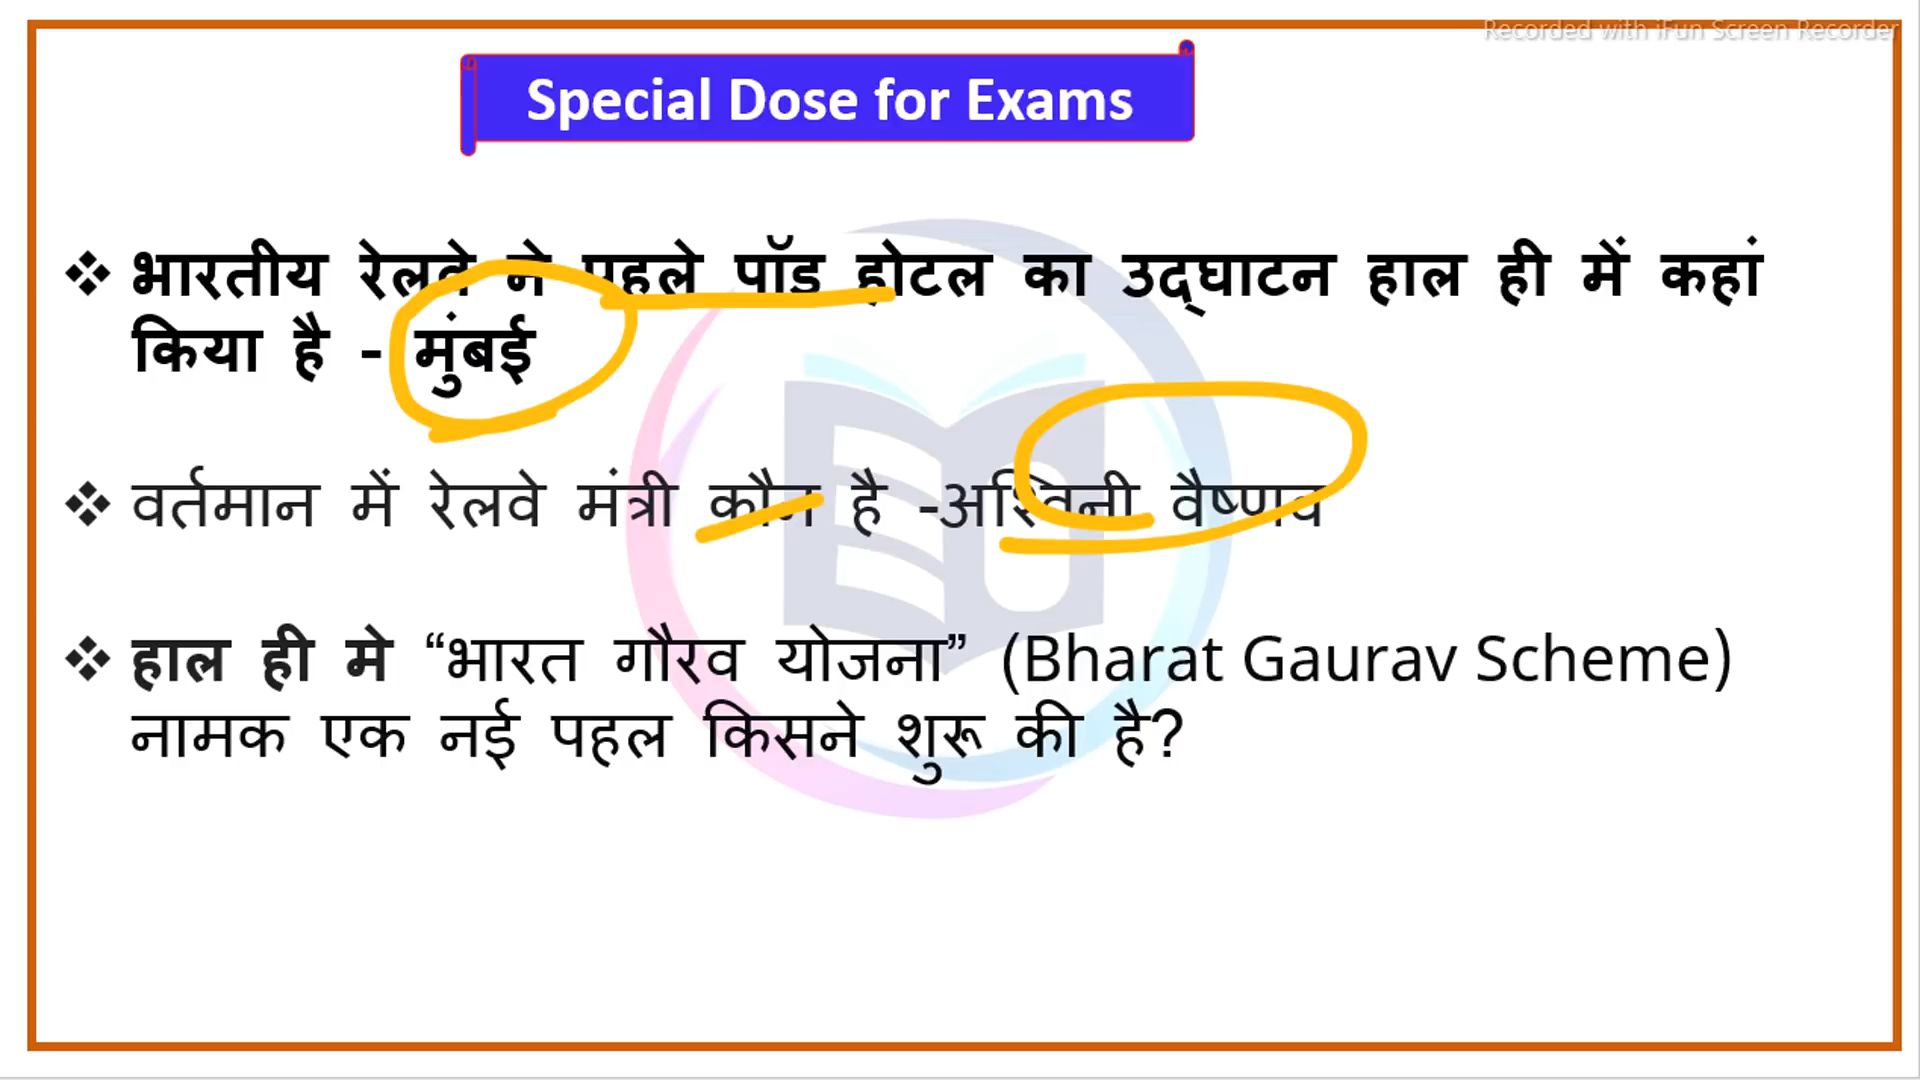 Recorded with iFun Screen Recorder
Special Dose for Exams
❖ भारतीय रेलवे ने पहले पॉड होटल का उद्घाटन हाल ही में कहां
किया है - मुंबई
❖ वर्तमान में रेलवे मंत्री कौन है -अश्विनी वैष्णव
❖ हाल ही मे “भारत गौरव योजना” (Bharat Gaurav Scheme)
नामक एक नई पहल किसने शुरू की है?